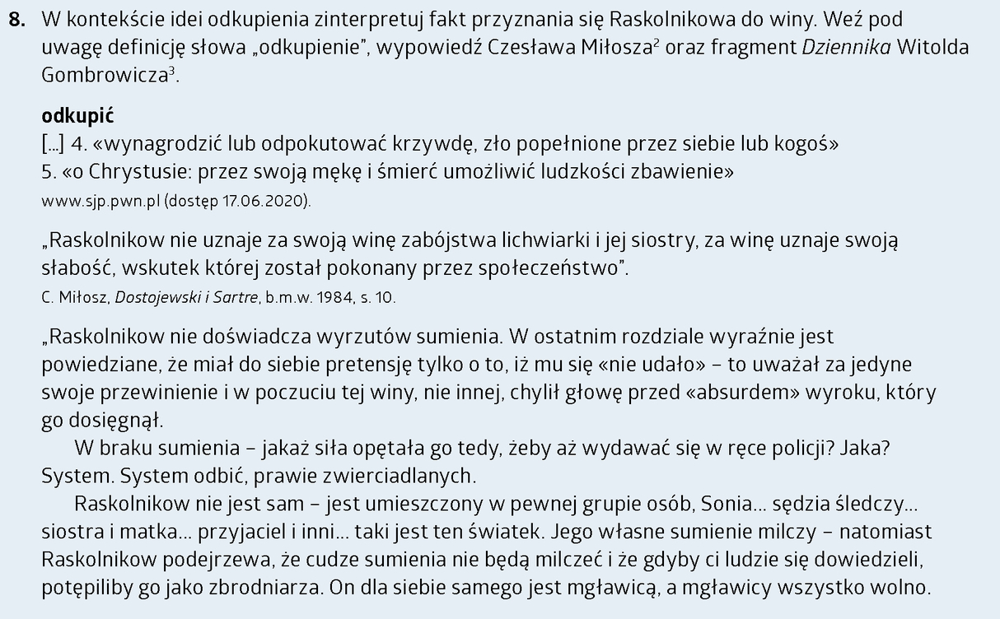 8. W kontekście idei odkupienia zinterpretuj fakt przyznania się Raskolnikowa do winy. Weź pod
uwagę definicję słowa „odkupienie”, wypowiedź Czesława Miłosza² oraz fragment Dziennika Witolda
Gombrowicza³.
odkupić
[...] 4. «wynagrodzić lub odpokutować krzywdę, zło popełnione przez siebie lub kogoś»
5. «o Chrystusie: przez swoją mękę i śmierć umożliwić ludzkości zbawienie»
www.sjp.pwn.pl (dostęp 17.06.2020).
„Raskolnikow nie uznaje za swoją winę zabójstwa lichwiarki i jej siostry, za winę uznaje swoją
słabość, wskutek której został pokonany przez społeczeństwo”.
C. Miłosz, Dostojewski i Sartre, b.m.w. 1984, s. 10.
„Raskolnikow nie doświadcza wyrzutów sumienia. W ostatnim rozdziale wyraźnie jest
powiedziane, że miał do siebie pretensję tylko o to, iż mu się «nie udało» – to uważał za jedyne
swoje przewinienie i w poczuciu tej winy, nie innej, chylił głowę przed «absurdem» wyroku, który
go dosięgnął.
W braku sumienia – jakaż siła opętała go tedy, żeby aż wydawać się w ręce policji? Jaka?
System. System odbić, prawie zwierciadlanych.
Raskolnikow nie jest sam – jest umieszczony w pewnej grupie osób, Sonia... sędzia śledczy...
siostra i matka... przyjaciel i inni... taki jest ten światek. Jego własne sumienie milczy – natomiast
Raskolnikow podejrzewa, że cudze sumienia nie będą milczeć i że gdyby ci ludzie się dowiedzieli,
potępiliby go jako zbrodniarza. On dla siebie samego jest mgławicą, a mgławicy wszystko wolno.